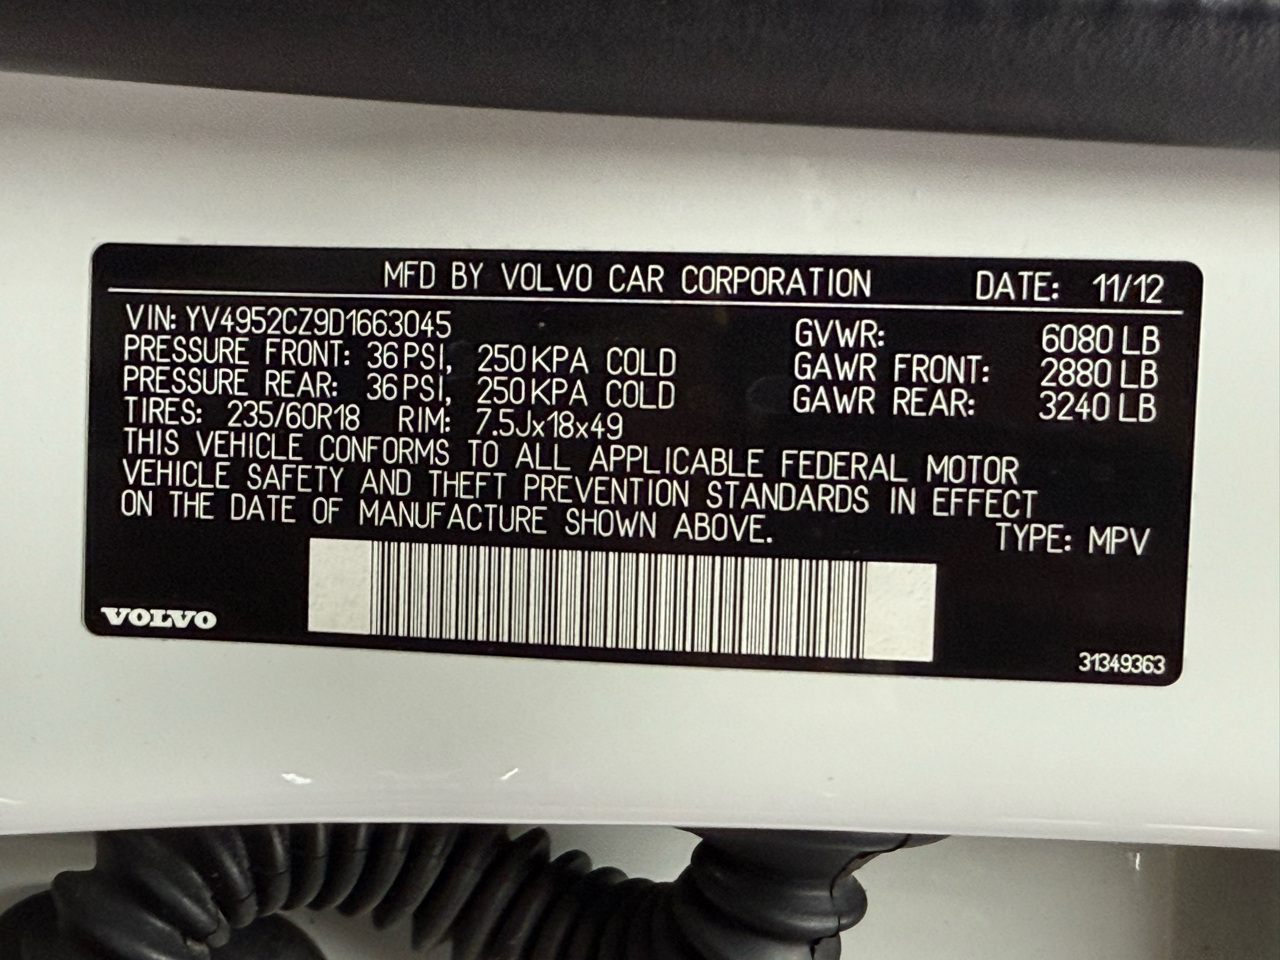 MFD BY VOLVO CAR CORPORATION DATE: 11/12
VIN: YV4952CZ9D1663045 GVWR: 6080 LB
PRESSURE FRONT: 36 PSI, 250 KPA COLD GAWR FRONT: 2880 LB
PRESSURE REAR: 36 PSI, 250 KPA COLD GAWR REAR: 3240 LB
TIRES: 235/60R18 RIM: 7.5Jx18x49
THIS VEHICLE CONFORMS TO ALL APPLICABLE FEDERAL MOTOR
VEHICLE SAFETY AND THEFT PREVENTION STANDARDS IN EFFECT
ON THE DATE OF MANUFACTURE SHOWN ABOVE. TYPE: MPV
VOLVO
31349363